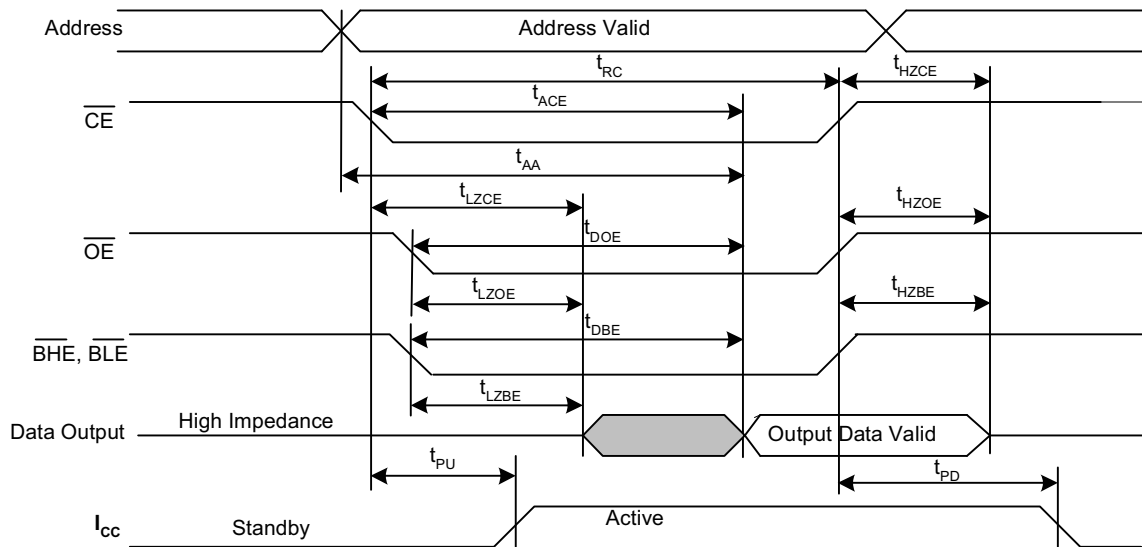 Address
Address Valid
tRC
tHZCE
tACE
CE
tAA
tLZCE
tHZOE
tDOE
OE
tLZOE
tHZBE
tDBE
BHE, BLE
tLZBE
High Impedance
Data Output
Output Data Valid
tPU
tPD
ICC
Standby
Active